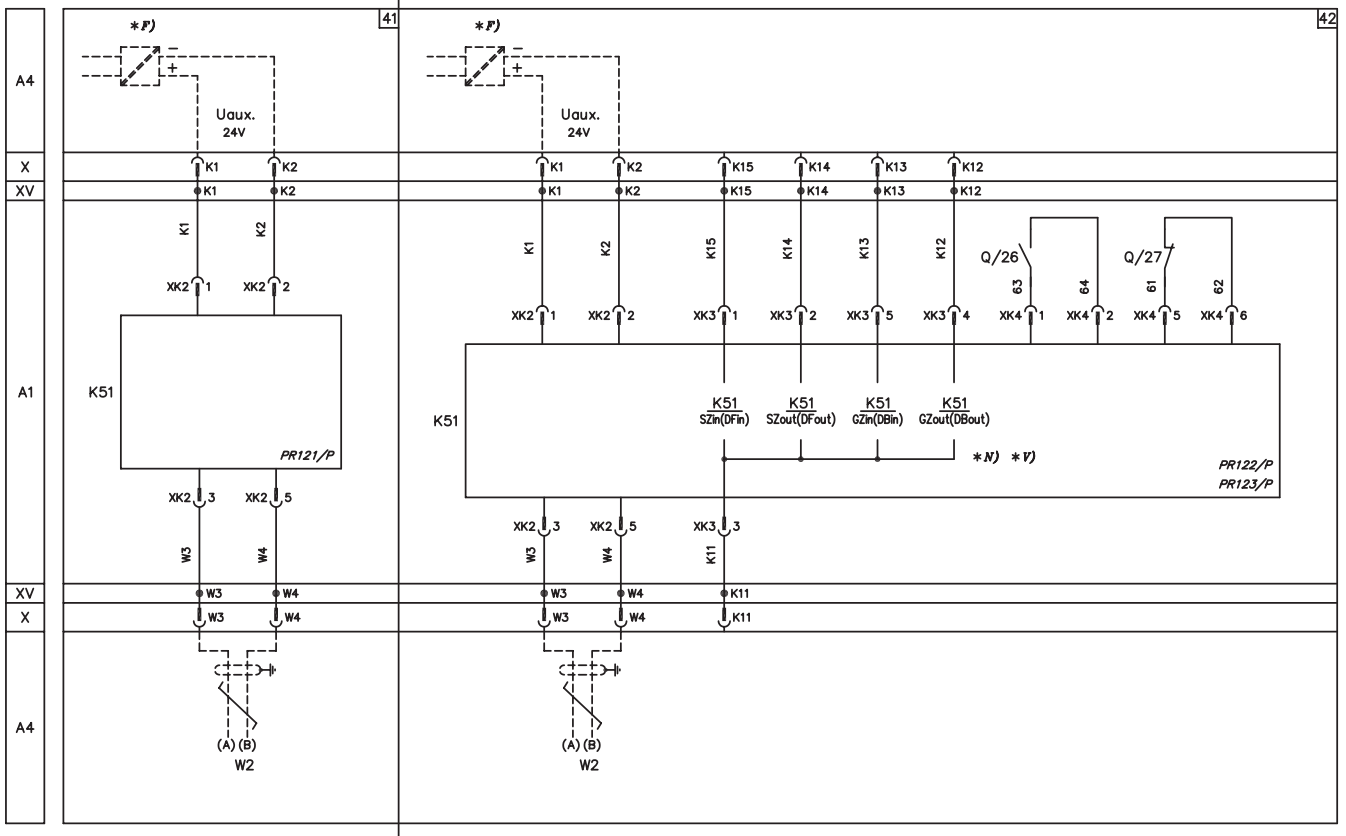 41
42
*F)
*F)
−
+
−
+
A4
Uaux.
24V
Uaux.
24V
X
K1
K2
K1
K2
K15
K14
K13
K12
XV
K1
K2
K1
K2
K15
K14
K13
K12
K1
K2
K1
K2
K15
K14
K13
K12
Q/26
Q/27
63
64
61
62
XK2 1
XK2 2
XK2 1
XK2 2
XK3 1
XK3 2
XK3 5
XK3 4
XK4 1
XK4 2
XK4 5
XK4 6
A1
K51
K51
K51
SZin(DFin)
K51
SZout(DFout)
K51
GZin(DBin)
K51
GZout(DBout)
PR121/P
*N) *V)
PR122/P
PR123/P
XK2 3
XK2 5
XK2 3
XK2 5
XK3 3
W3
W4
W3
W4
K11
XV
W3
W4
W3
W4
K11
X
W3
W4
W3
W4
K11
A4
(A) (B)
W2
(A) (B)
W2